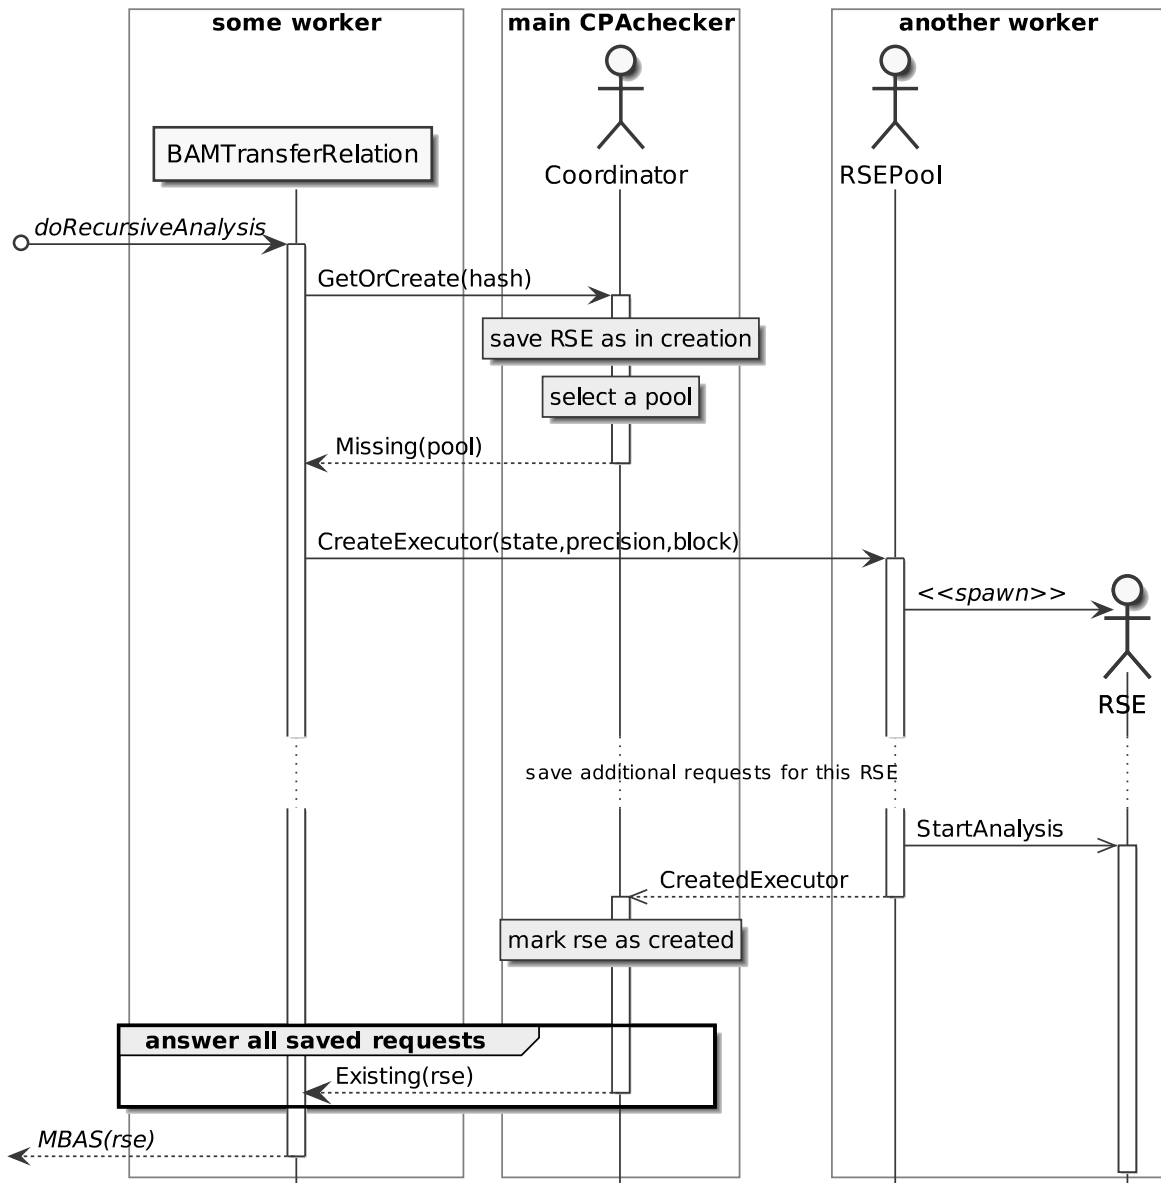 some worker
main CPAchecker
another worker
BAMTransferRelation
Coordinator
RSEPool
doRecursiveAnalysis
GetOrCreate(hash)
save RSE as in creation
select a pool
Missing(pool)
CreateExecutor(state,precision,block)
<<spawn>>
RSE
save additional requests for this RSE
StartAnalysis
CreatedExecutor
mark rse as created
answer all saved requests
Existing(rse)
MBAS(rse)